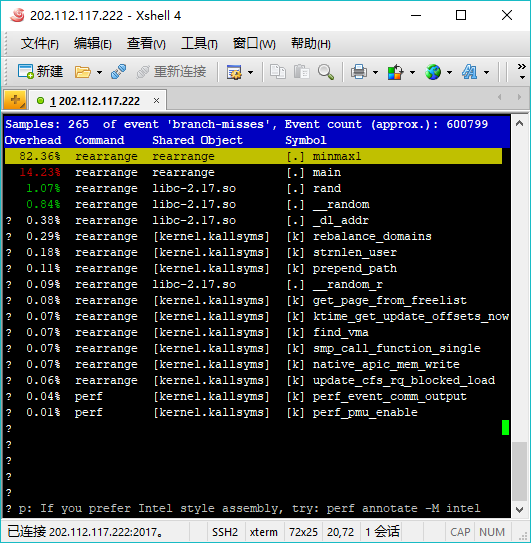 202.112.117.222 - Xshell 4
文件(F) 编辑(E) 查看(V) 工具(T) 窗口(W) 帮助(H)
新建 重新连接
1 202.112.117.222 ×
Samples: 265  of event 'branch-misses', Event count (approx.): 600799
Overhead  Command    Shared Object      Symbol
82.36%  rearrange  rearrange          [.] minmax1
14.23%  rearrange  rearrange          [.] main
1.07%  rearrange  libc-2.17.so       [.] rand
0.84%  rearrange  libc-2.17.so       [.] __random
? 0.38%  rearrange  libc-2.17.so       [.] _dl_addr
? 0.29%  rearrange  [kernel.kallsyms]  [k] rebalance_domains
? 0.18%  rearrange  [kernel.kallsyms]  [k] strnlen_user
? 0.11%  rearrange  [kernel.kallsyms]  [k] prepend_path
? 0.09%  rearrange  libc-2.17.so       [.] __random_r
? 0.08%  rearrange  [kernel.kallsyms]  [k] get_page_from_freelist
? 0.07%  rearrange  [kernel.kallsyms]  [k] ktime_get_update_offsets_now
? 0.07%  rearrange  [kernel.kallsyms]  [k] find_vma
? 0.07%  rearrange  [kernel.kallsyms]  [k] smp_call_function_single
? 0.07%  rearrange  [kernel.kallsyms]  [k] native_apic_mem_write
? 0.06%  rearrange  [kernel.kallsyms]  [k] update_cfs_rq_blocked_load
? 0.04%  perf       [kernel.kallsyms]  [k] perf_event_comm_output
? 0.01%  perf       [kernel.kallsyms]  [k] perf_pmu_enable
?
?
?
?
?
? p: If you prefer Intel style assembly, try: perf annotate -M intel
已连接 202.112.117.222:2017。 SSH2 xterm 72x25 20,72 1 会话 CAP NUM